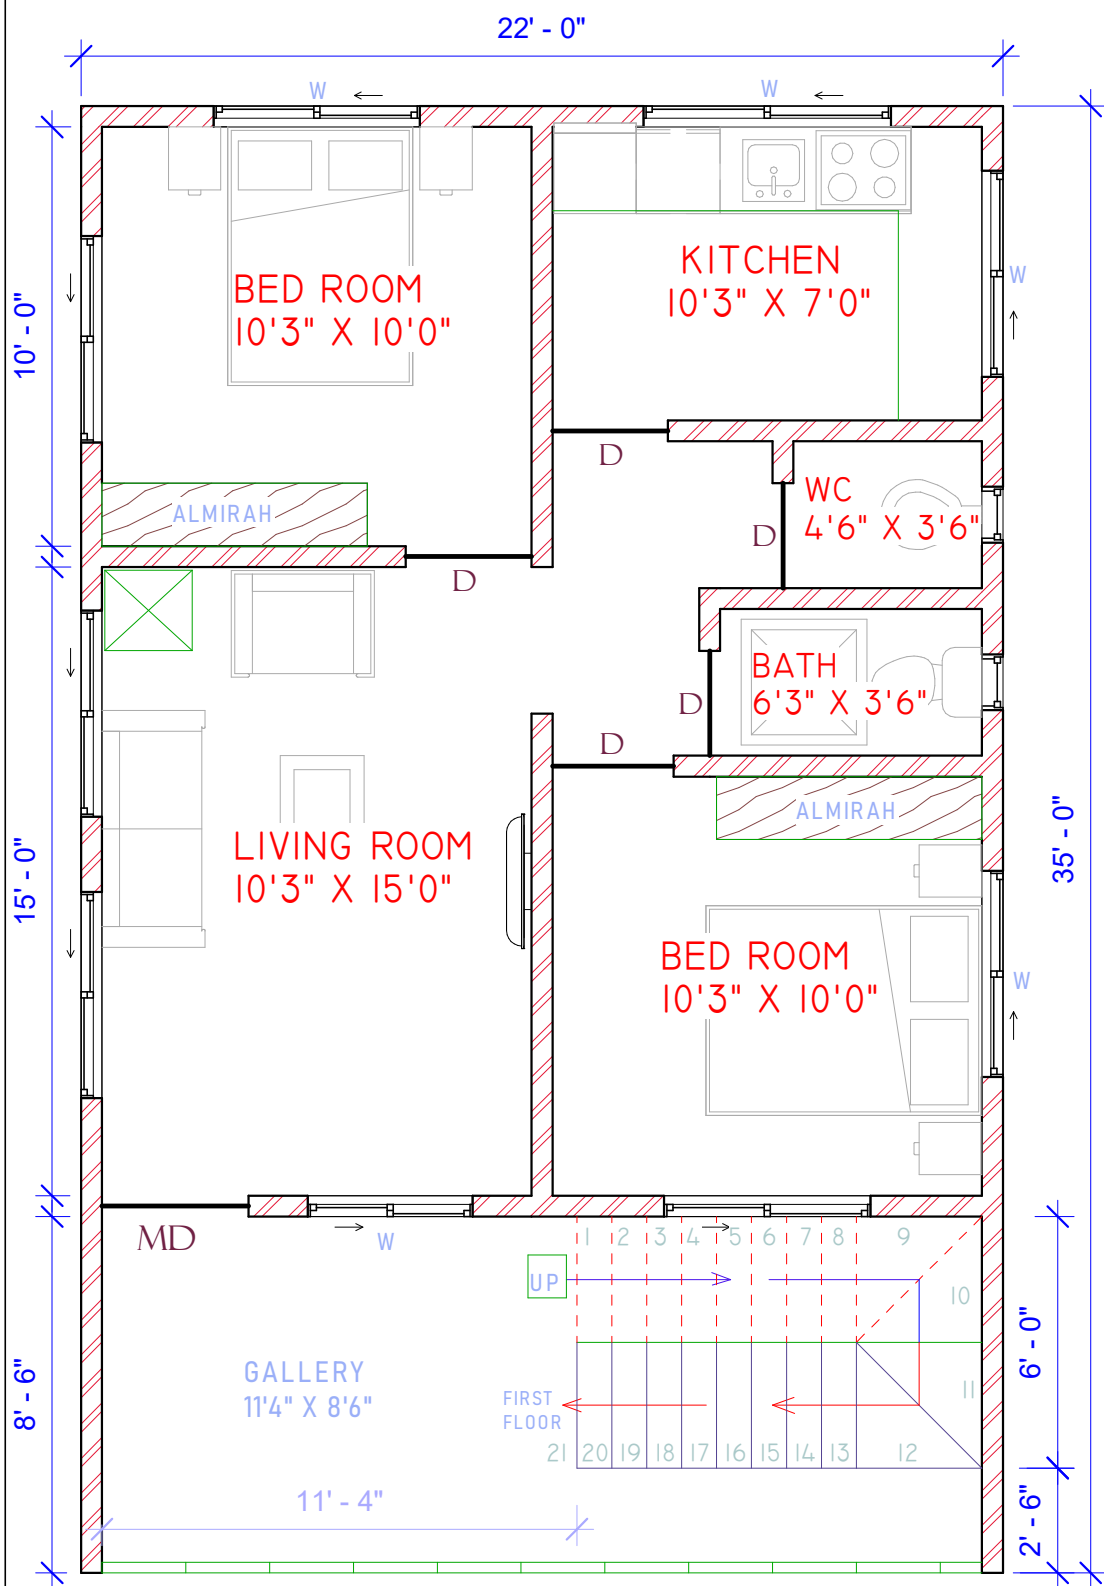 22' - 0"
W
W
BED ROOM
10'3" X 10'0"
KITCHEN
10'3" X 7'0"
W
10' - 0"
D
WC
4'6" X 3'6"
D
ALMIRAH
D
BATH
6'3" X 3'6"
D
D
ALMIRAH
LIVING ROOM
10'3" X 15'0"
15' - 0"
35' - 0"
BED ROOM
10'3" X 10'0"
W
MD
W
1 2 3 4 5 6 7 8 9
UP
10
6' - 0"
GALLERY
11'4" X 8'6"
8' - 6"
11
FIRST
FLOOR
21 20 19 18 17 16 15 14 13 12
11' - 4"
2' - 6"